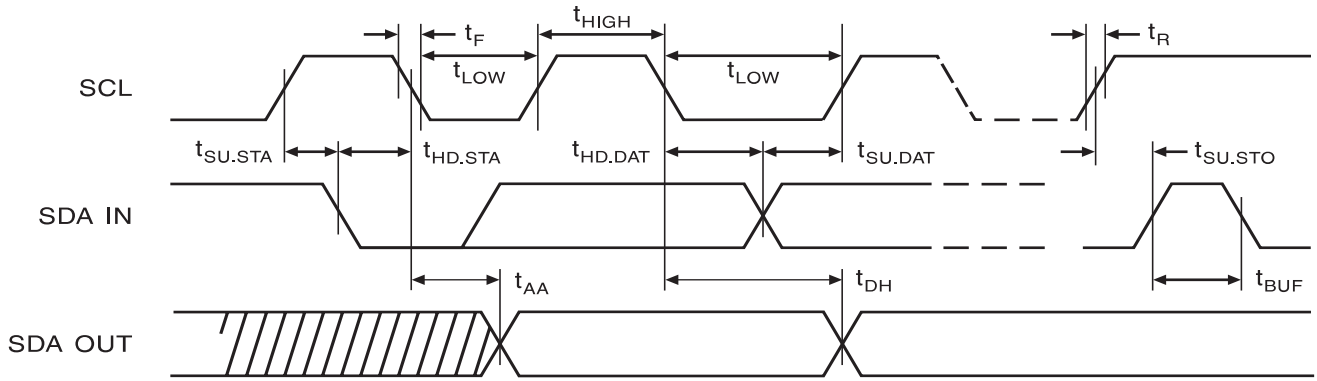 tHIGH
tF
tR
tLOW
tLOW
SCL
tSU.STA
tHD.STA
tHD.DAT
tSU.DAT
tSU.STO
SDA IN
tAA
tDH
tBUF
SDA OUT